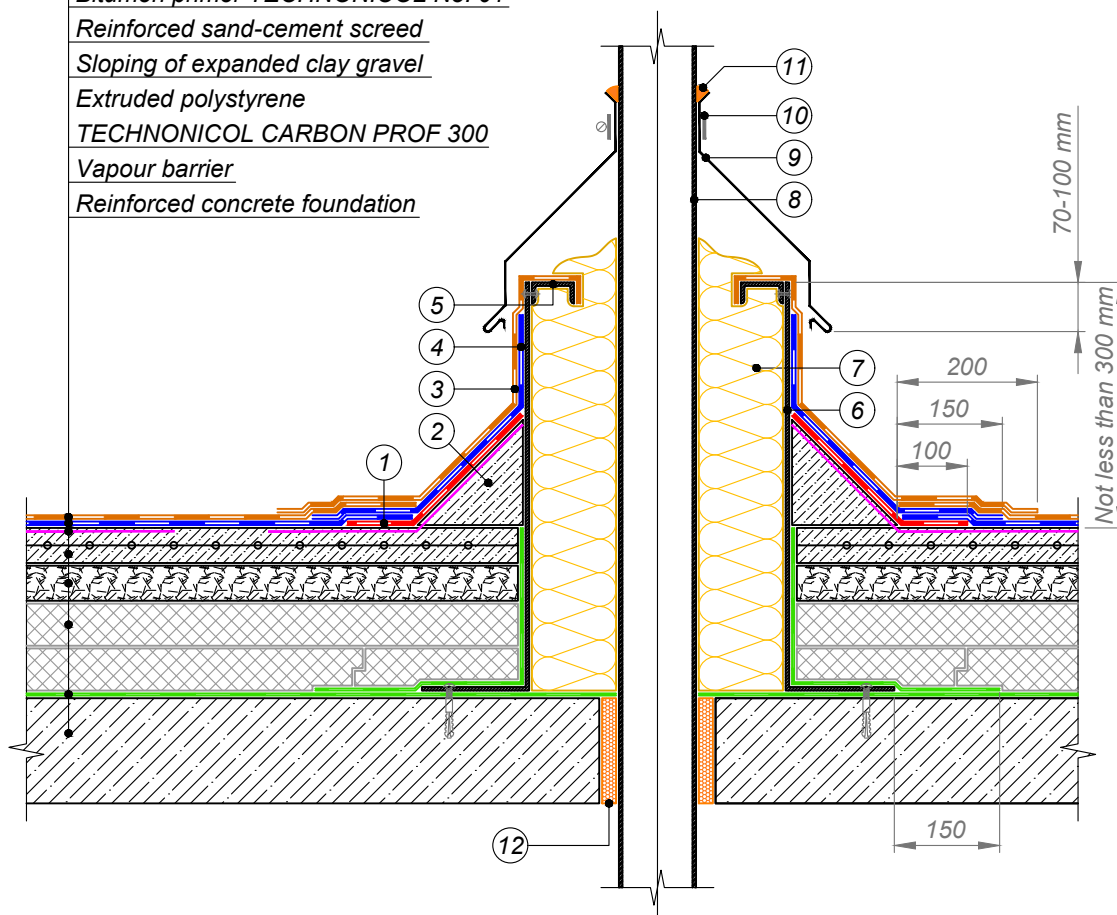 Reinforced sand-cement screed
Sloping of expanded clay gravel
Extruded polystyrene
TECHNONICOL CARBON PROF 300
Vapour barrier
Reinforced concrete foundation
11
10
9
8
70-100 mm
Not less than 300 mm
5
4
3
2
1
7
6
200
150
100
12
150